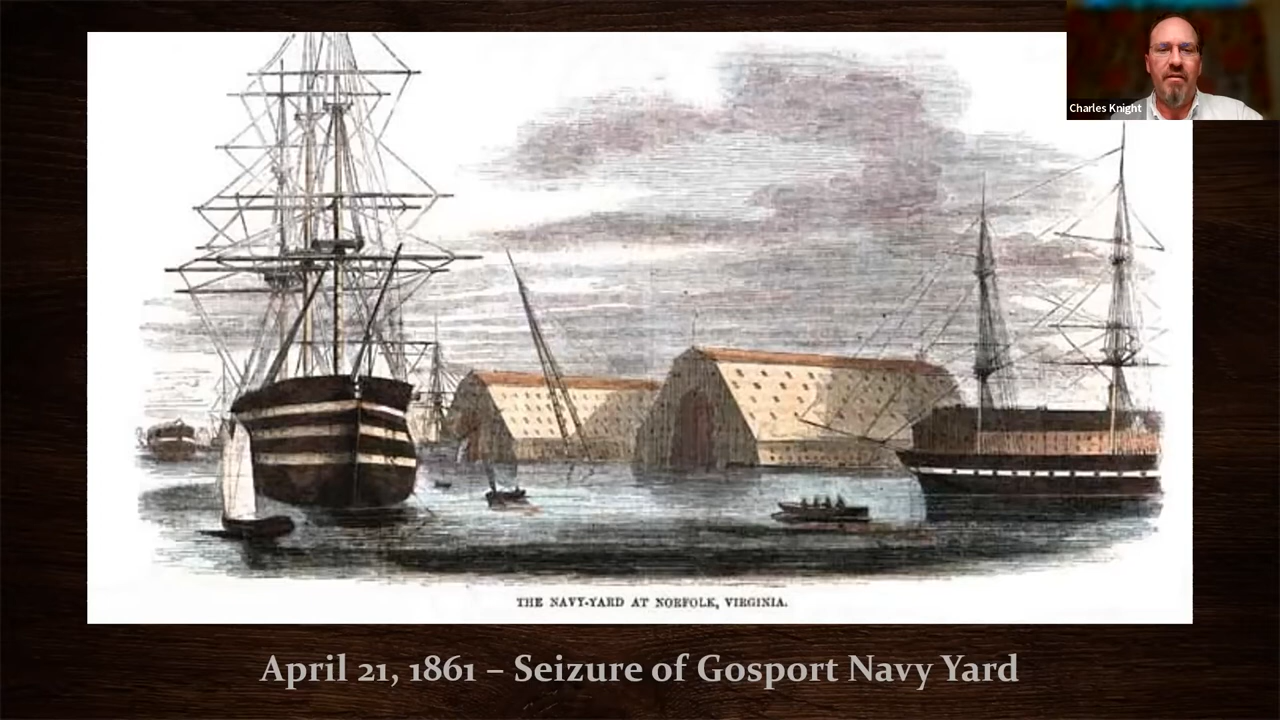 Charles Knight
THE NAVY-YARD AT NORFOLK, VIRGINIA.
April 21, 1861 – Seizure of Gosport Navy Yard